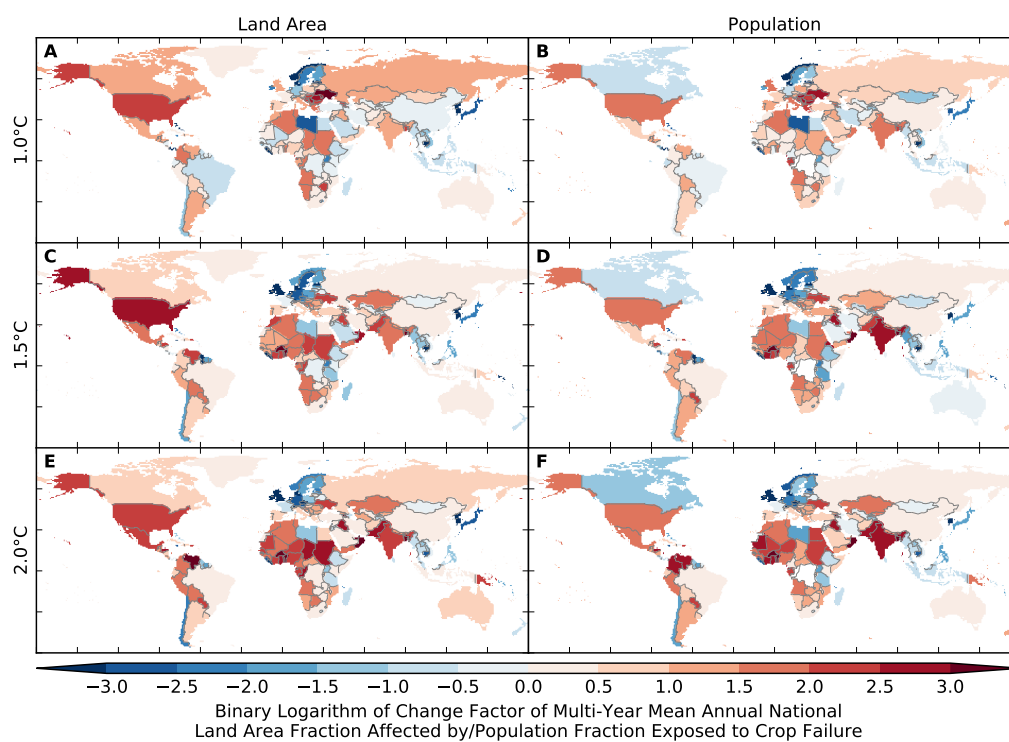 Land Area
Population
A
B
1.0°C
C
D
1.5°C
E
F
2.0°C
−3.0 −2.5 −2.0 −1.5 −1.0 −0.5 0.0 0.5 1.0 1.5 2.0 2.5 3.0
Binary Logarithm of Change Factor of Multi-Year Mean Annual National
Land Area Fraction Affected by/Population Fraction Exposed to Crop Failure